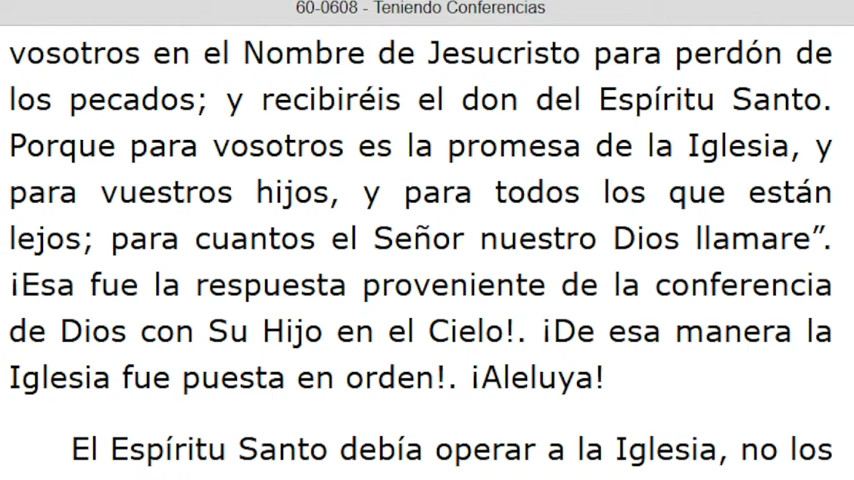 60-0608 - Teniendo Conferencias
vosotros en el Nombre de Jesucristo para perdón de
los pecados; y recibiréis el don del Espíritu Santo.
Porque para vosotros es la promesa de la Iglesia, y
para vuestros hijos, y para todos los que están
lejos; para cuantos el Señor nuestro Dios llamare”.
¡Esa fue la respuesta proveniente de la conferencia
de Dios con Su Hijo en el Cielo!. ¡De esa manera la
Iglesia fue puesta en orden!. ¡Aleluya!
El Espíritu Santo debía operar a la Iglesia, no los